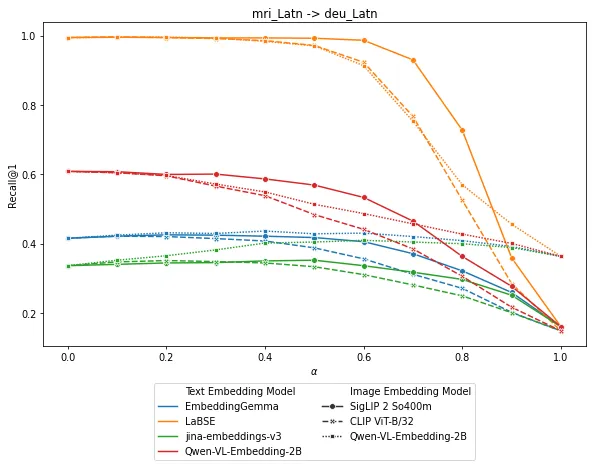 mri_Latn -> deu_Latn
Recall@1
1.0
0.8
0.6
0.4
0.2
0.0
0.2
0.4
0.6
0.8
1.0
α
Text Embedding Model
EmbeddingGemma
LaBSE
jina-embeddings-v3
Qwen-VL-Embedding-2B
Image Embedding Model
SigLIP 2 So400m
CLIP ViT-B/32
Qwen-VL-Embedding-2B